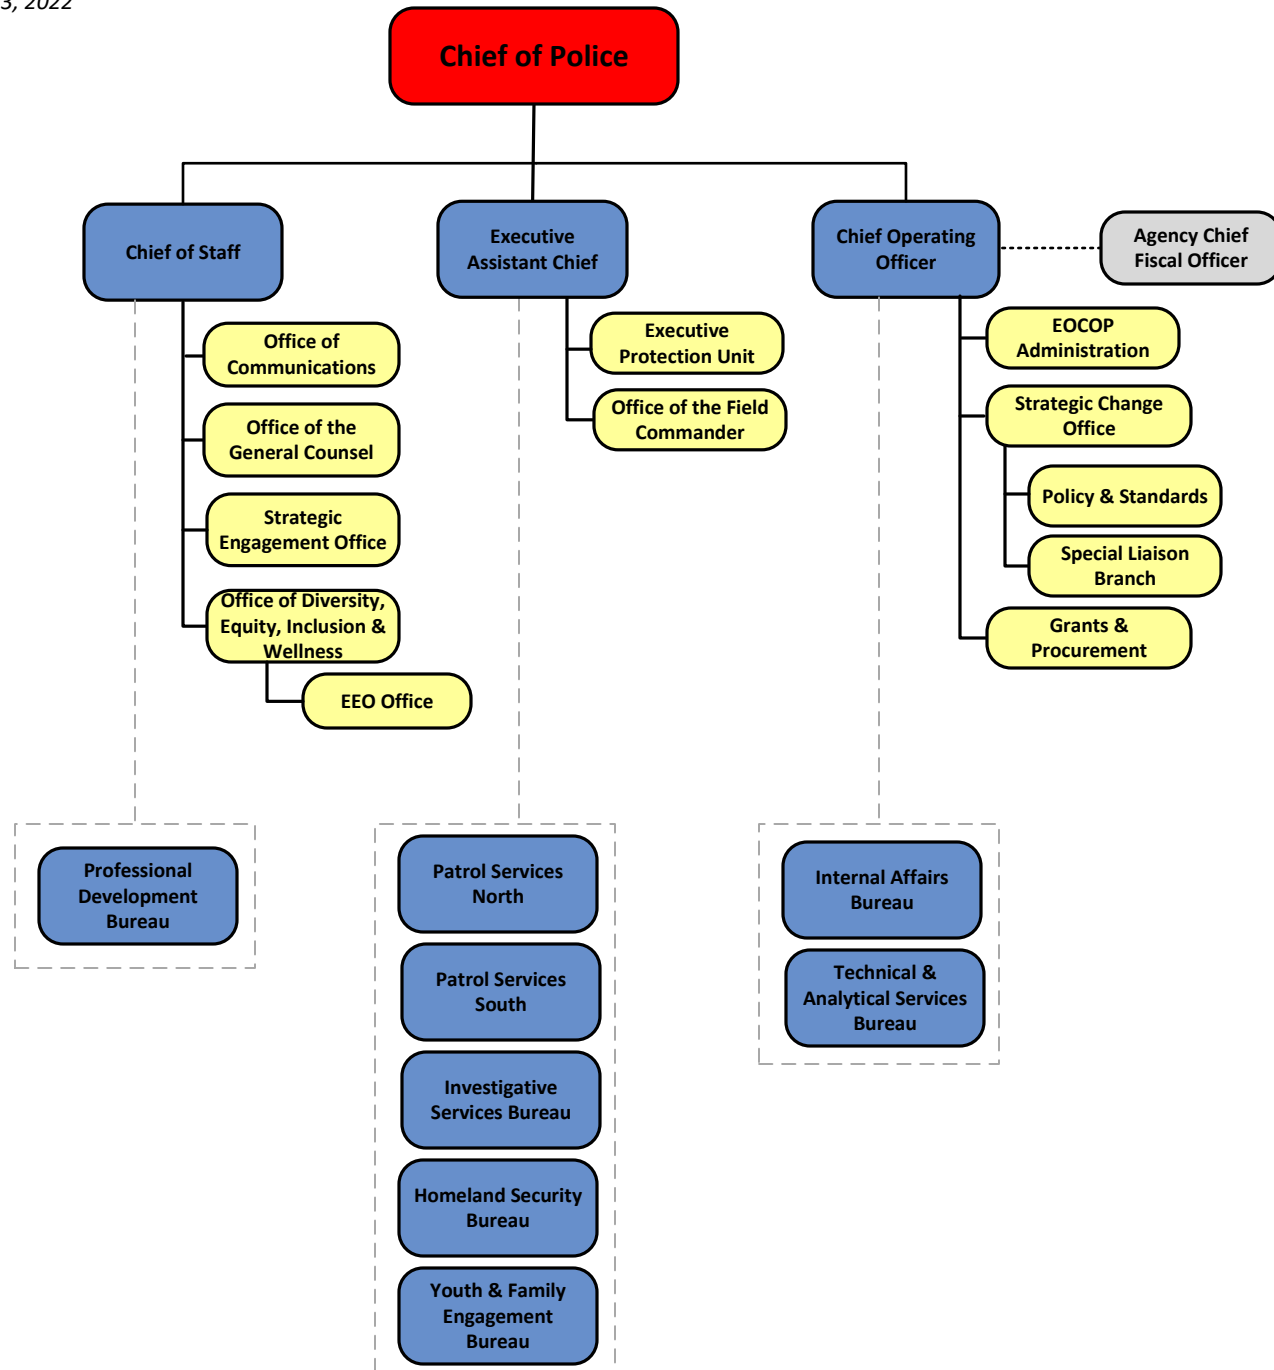 3, 2022
Chief of Police
Chief of Staff
Executive
Assistant Chief
Chief Operating
Officer
Agency Chief
Fiscal Officer
Office of
Communications
Office of the
General Counsel
Strategic
Engagement Office
Office of Diversity,
Equity, Inclusion &
Wellness
EEO Office
Executive
Protection Unit
Office of the Field
Commander
EOCOP
Administration
Strategic Change
Office
Policy & Standards
Special Liaison
Branch
Grants &
Procurement
Professional
Development
Bureau
Patrol Services
North
Patrol Services
South
Investigative
Services Bureau
Homeland Security
Bureau
Youth & Family
Engagement
Bureau
Internal Affairs
Bureau
Technical &
Analytical Services
Bureau